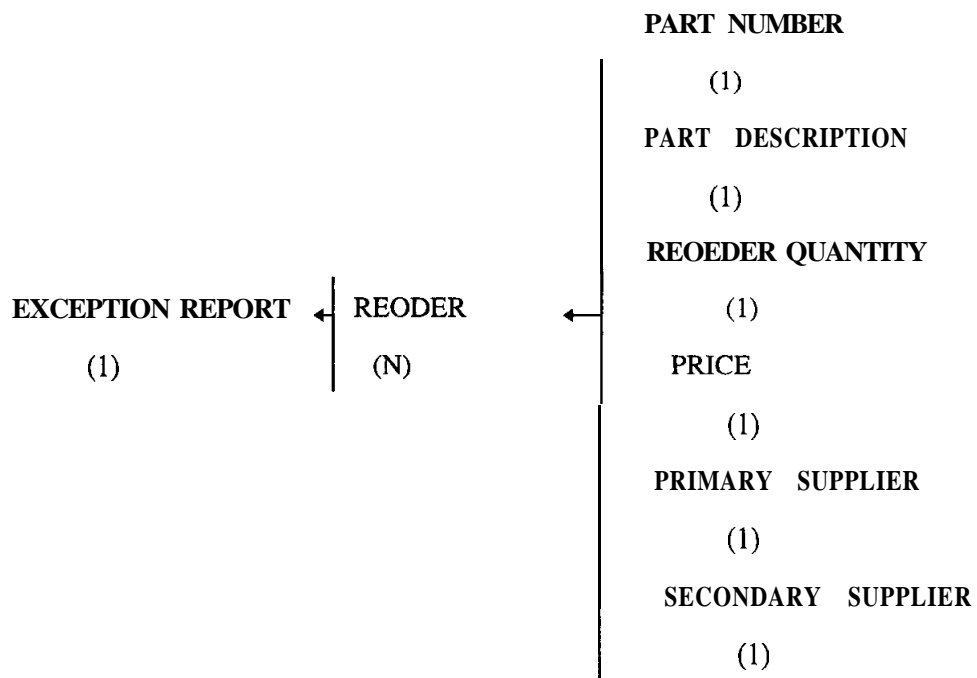 PART NUMBER
(1)
PART DESCRIPTION
(1)
REOEDER QUANTITY
EXCEPTION REPORT REODER (1)
(1) (N) PRICE
(1)
PRIMARY SUPPLIER
(1)
SECONDARY SUPPLIER
(1)